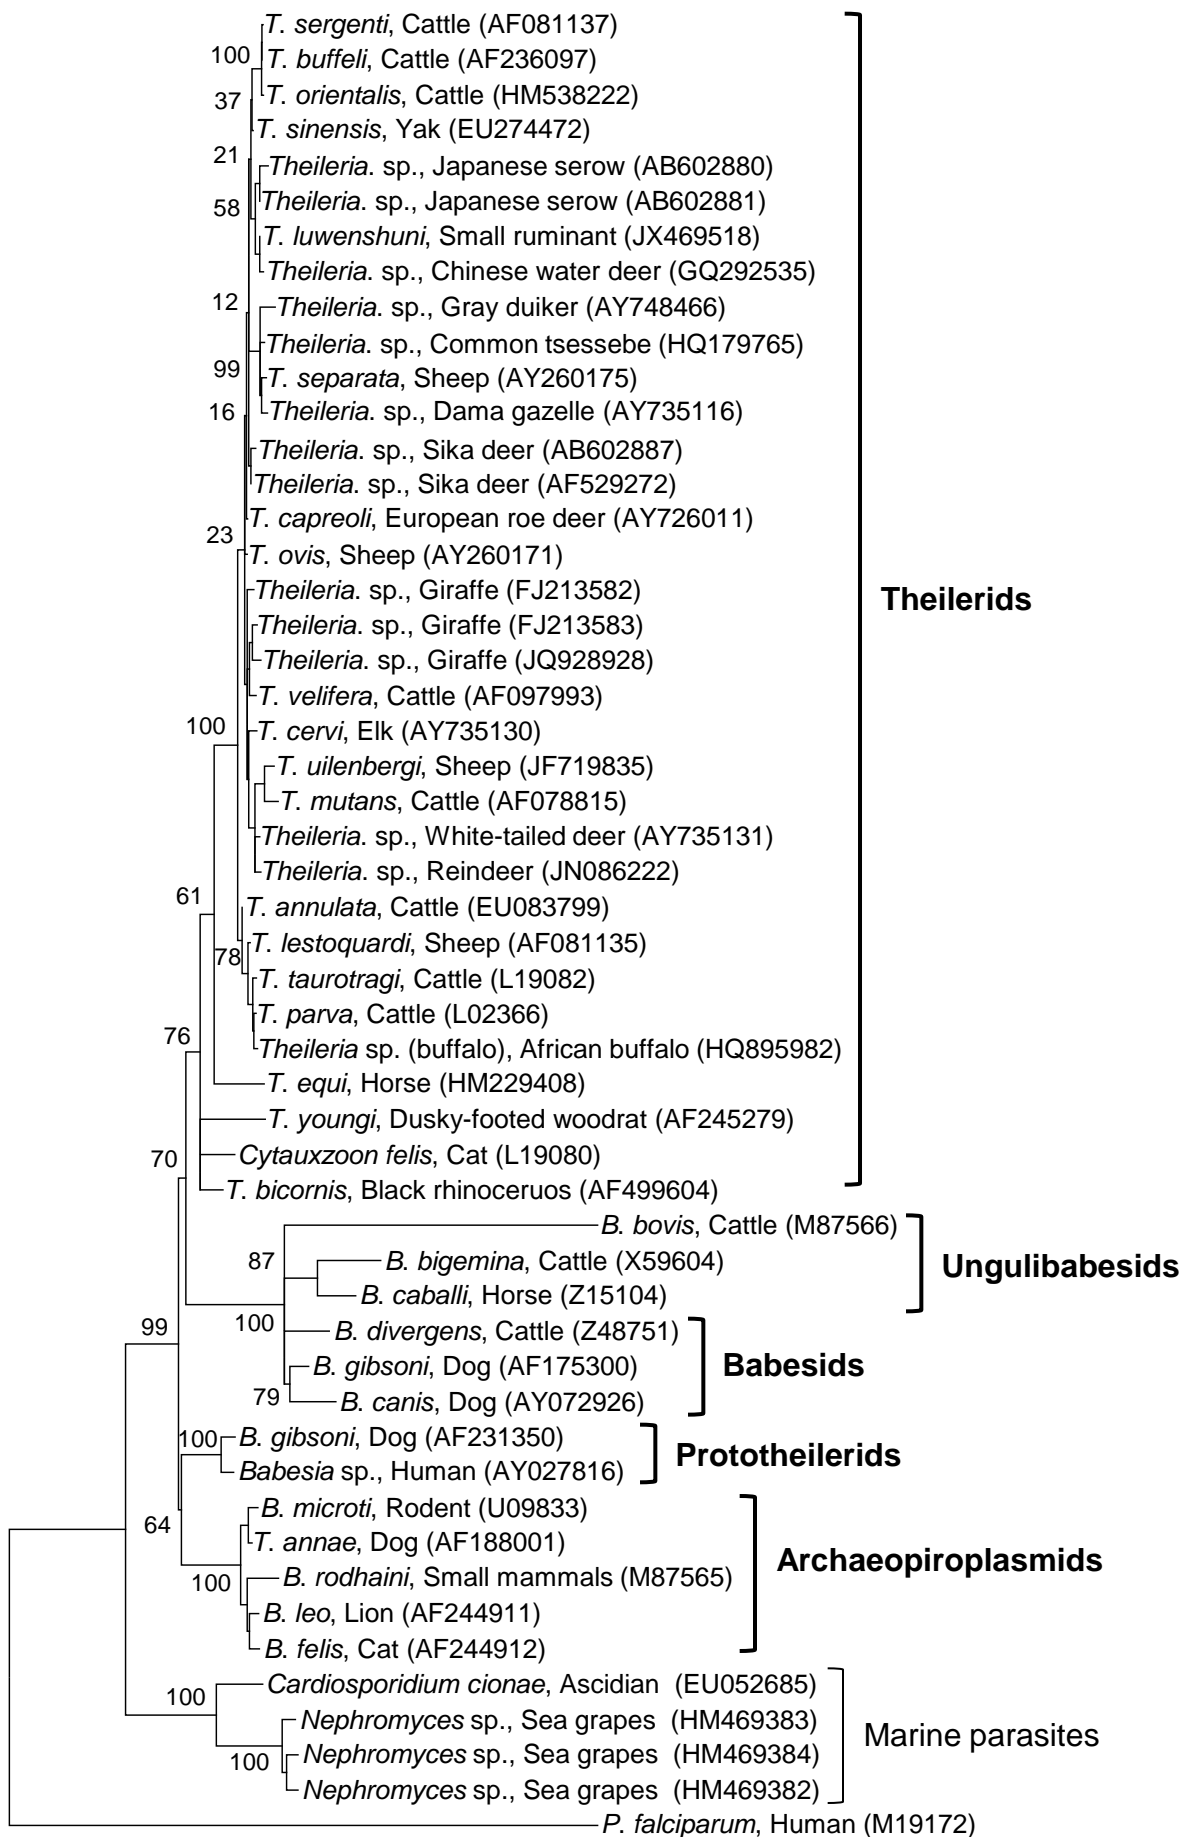 T. sergenti, Cattle (AF081137)
100
T. buffeli, Cattle (AF236097)
37
T. orientalis, Cattle (HM538222)
T. sinensis, Yak (EU274472)
21
Theileria. sp., Japanese serow (AB602880)
58
Theileria. sp., Japanese serow (AB602881)
T. luwenshuni, Small ruminant (JX469518)
Theileria. sp., Chinese water deer (GQ292535)
12
Theileria. sp., Gray duiker (AY748466)
Theileria. sp., Common tsessebe (HQ179765)
99
T. separata, Sheep (AY260175)
16
Theileria. sp., Dama gazelle (AY735116)
Theileria. sp., Sika deer (AB602887)
Theileria. sp., Sika deer (AF529272)
T. capreoli, European roe deer (AY726011)
23
T. ovis, Sheep (AY260171)
Theileria. sp., Giraffe (FJ213582)
Theilerids
Theileria. sp., Giraffe (FJ213583)
Theileria. sp., Giraffe (JQ928928)
T. velifera, Cattle (AF097993)
100
T. cervi, Elk (AY735130)
T. uilenbergi, Sheep (JF719835)
T. mutans, Cattle (AF078815)
Theileria. sp., White-tailed deer (AY735131)
Theileria. sp., Reindeer (JN086222)
61
T. annulata, Cattle (EU083799)
T. lestoquardi, Sheep (AF081135)
78
T. taurotragi, Cattle (L19082)
T. parva, Cattle (L02366)
76
Theileria sp. (buffalo), African buffalo (HQ895982)
T. equi, Horse (HM229408)
T. youngi, Dusky-footed woodrat (AF245279)
70
Cytauxzoon felis, Cat (L19080)
T. bicornis, Black rhinoceruos (AF499604)
B. bovis, Cattle (M87566)
87
B. bigemina, Cattle (X59604)
Ungulibabesids
B. caballi, Horse (Z15104)
100
99
B. divergens, Cattle (Z48751)
B. gibsoni, Dog (AF175300)
Babesids
79
B. canis, Dog (AY072926)
100
B. gibsoni, Dog (AF231350)
Prototheilerids
Babesia sp., Human (AY027816)
B. microti, Rodent (U09833)
64
T. annae, Dog (AF188001)
Archaeopiroplasmids
100
B. rodhaini, Small mammals (M87565)
B. leo, Lion (AF244911)
B. felis, Cat (AF244912)
Cardiosporidium cionae, Ascidian (EU052685)
100
Nephromyces sp., Sea grapes (HM469383)
Marine parasites
100
Nephromyces sp., Sea grapes (HM469384)
Nephromyces sp., Sea grapes (HM469382)
P. falciparum, Human (M19172)